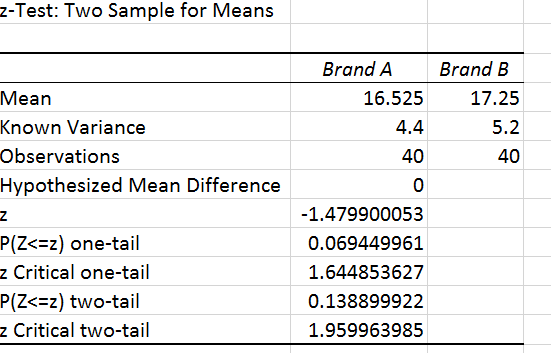 z-Test: Two Sample for Means
Brand A Brand B
Mean 16.525 17.25
Known Variance 4.4 5.2
Observations 40 40
Hypothesized Mean Difference 0
z -1.479900053
P(Z<=z) one-tail 0.069449961
z Critical one-tail 1.644853627
P(Z<=z) two-tail 0.138899922
z Critical two-tail 1.959963985